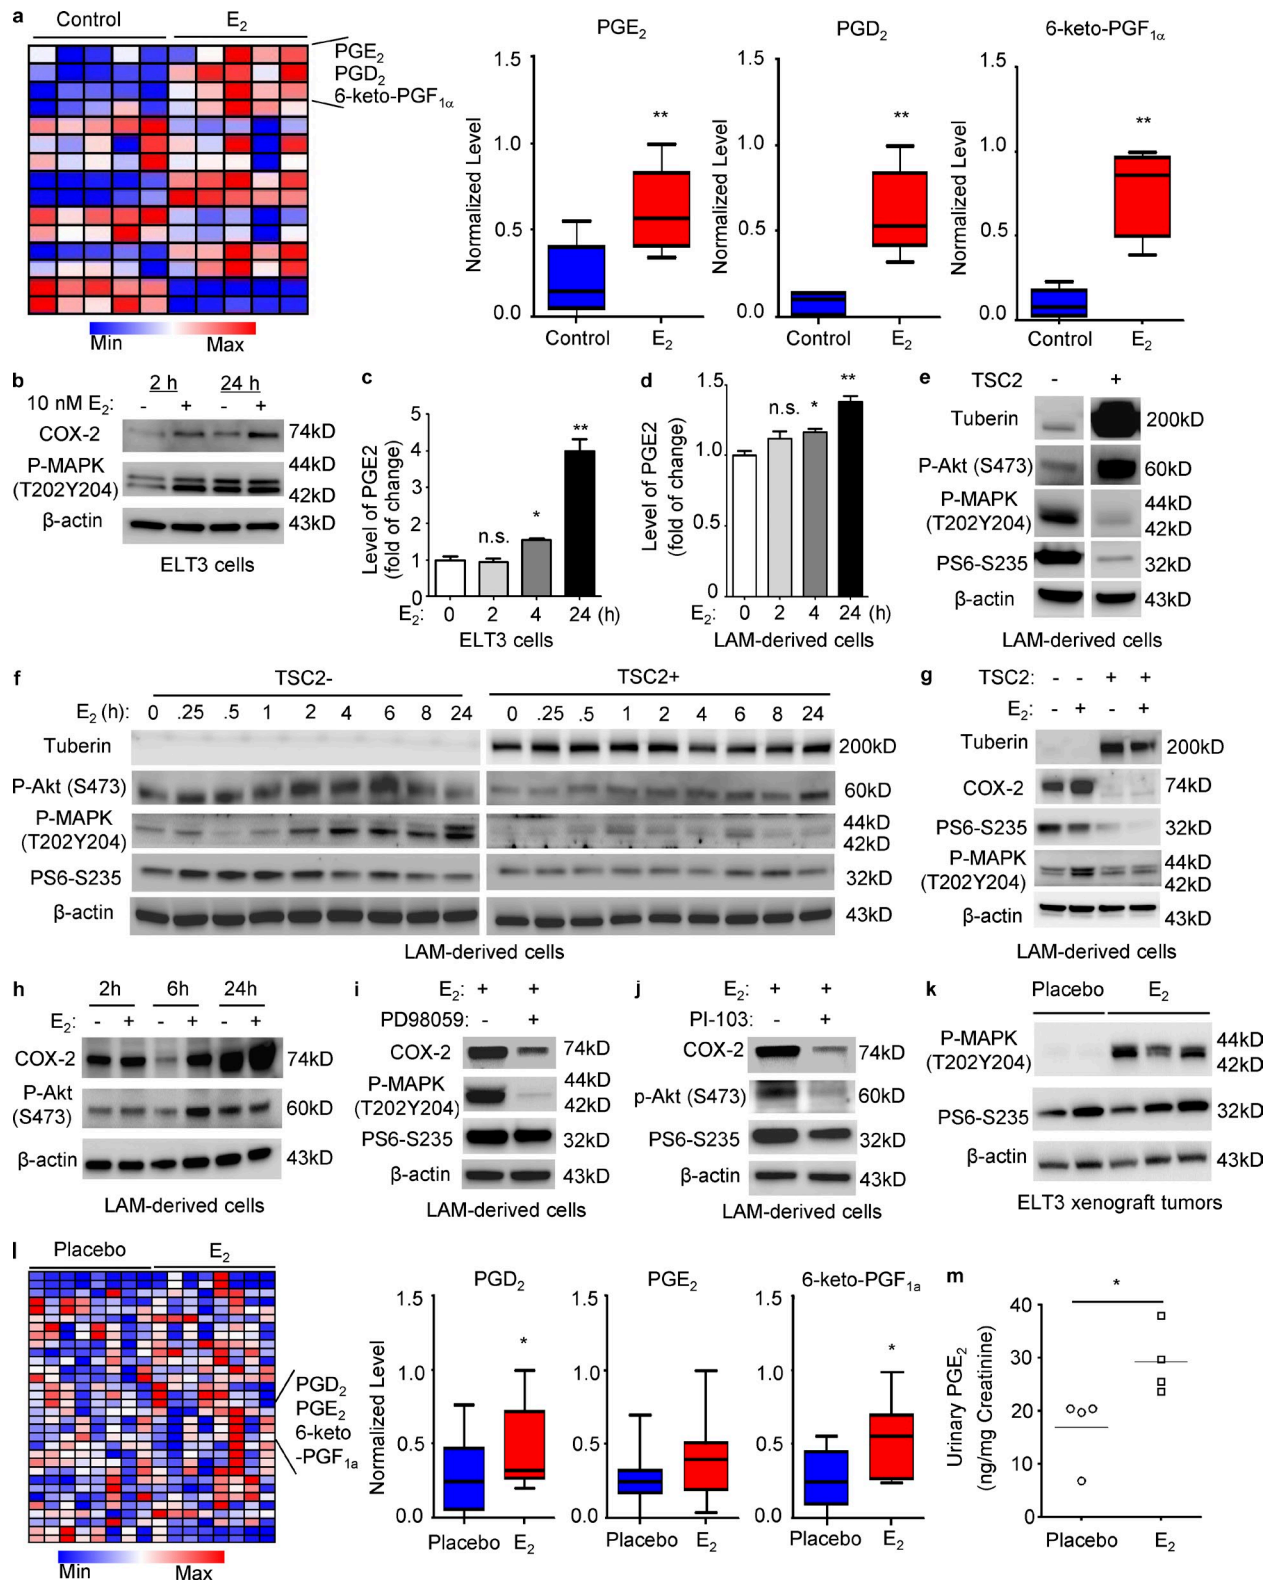 a
Control E₂
PGE₂
PGD₂
6-keto-PGF₁α
Min Max
PGE₂
Normalized Level
1.5
1.0
0.5
0.0
**
Control E₂
PGD₂
Normalized Level
1.5
1.0
0.5
0.0
**
Control E₂
6-keto-PGF₁α
Normalized Level
1.5
1.0
0.5
0.0
**
Control E₂
b
2 h 24 h
10 nM E₂: - + - +
COX-2 74kD
P-MAPK 44kD
(T202Y204) 42kD
β-actin 43kD
ELT3 cells
c
Level of PGE2
(fold of change)
5
4
3
2
1
0
n.s. * **
E₂: 0 2 4 24 (h)
ELT3 cells
d
Level of PGE2
(fold of change)
1.5
1.0
0.5
0
n.s. * **
E₂: 0 2 4 24 (h)
LAM-derived cells
e
TSC2 - +
Tuberin 200kD
P-Akt (S473) 60kD
P-MAPK 44kD
(T202Y204) 42kD
PS6-S235 32kD
β-actin 43kD
LAM-derived cells
f
TSC2- TSC2+
E₂ (h): 0 .25 .5 1 2 4 6 8 24 0 .25 .5 1 2 4 6 8 24
Tuberin 200kD
P-Akt (S473) 60kD
P-MAPK 44kD
(T202Y204) 42kD
PS6-S235 32kD
β-actin 43kD
LAM-derived cells
g
TSC2: - - + +
E₂: - + - +
Tuberin 200kD
COX-2 74kD
PS6-S235 32kD
P-MAPK 44kD
(T202Y204) 42kD
β-actin 43kD
LAM-derived cells
h
2h 6h 24h
E₂: - + - + - +
COX-2 74kD
P-Akt
(S473) 60kD
β-actin 43kD
LAM-derived cells
i
E₂: + +
PD98059: - +
COX-2 74kD
P-MAPK 44kD
(T202Y204) 42kD
PS6-S235 32kD
β-actin 43kD
LAM-derived cells
j
E₂: + +
PI-103: - +
COX-2 74kD
p-Akt (S473) 60kD
PS6-S235 32kD
β-actin 43kD
LAM-derived cells
k
Placebo E₂
P-MAPK 44kD
(T202Y204) 42kD
PS6-S235 32kD
β-actin 43kD
ELT3 xenograft tumors
l
Placebo E₂
PGD₂
PGE₂
6-keto
-PGF₁a
Min Max
PGD₂
Normalized Level
1.5
1.0
0.5
0.0
*
Placebo E₂
PGE₂
1.5
1.0
0.5
0.0
Placebo E₂
6-keto-PGF₁a
1.5
1.0
0.5
0.0
*
Placebo E₂
m
Urinary PGE₂
(ng/mg Creatinine)
40
30
20
10
0
*
Placebo E₂